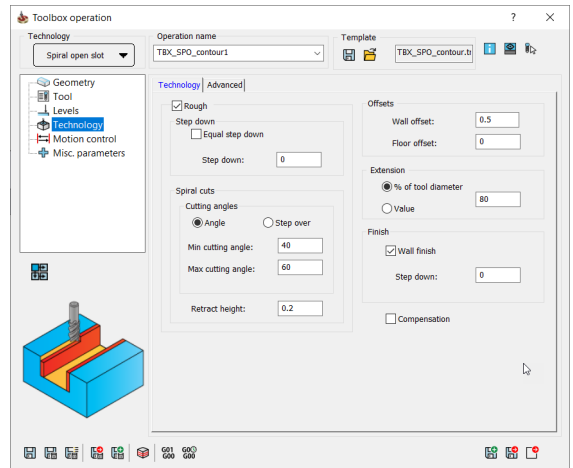 Toolbox operation
?
Technology
Operation name
Template
Spiral open slot
TBX_SPO_contour1
TBX_SPO_contour.t
Geometry
Tool
Levels
Technology
Motion control
Misc. parameters
Technology
Advanced
Rough
Step down
Equal step down
Step down:
0
Spiral cuts
Cutting angles
Angle
Step over
Min cutting angle:
40
Max cutting angle:
60
Retract height:
0.2
Offsets
Wall offset:
0.5
Floor offset:
0
Extension
% of tool diameter
Value
80
Finish
Wall finish
Step down:
0
Compensation
G01
G00
G00
G00